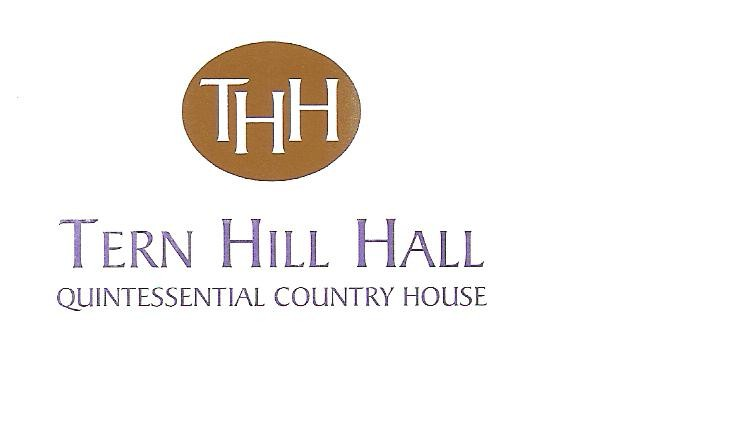 THH
TERN HILL HALL
QUINTESSENTIAL COUNTRY HOUSE